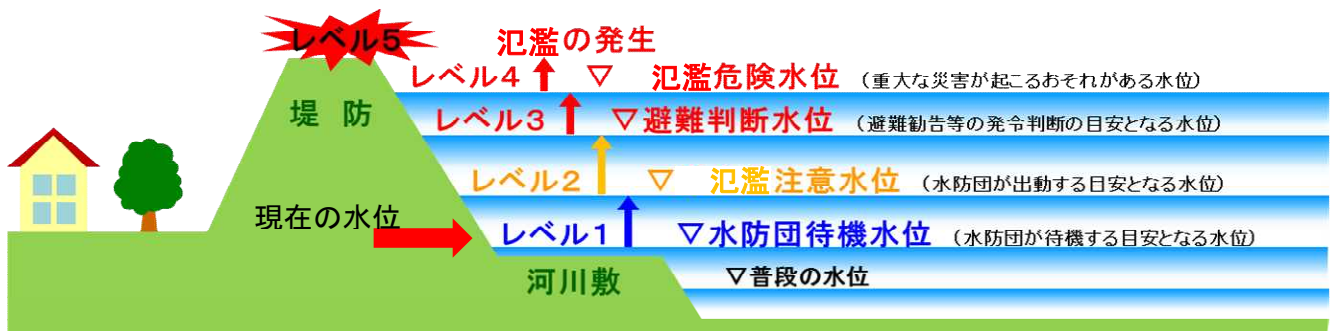 レベル5 氾濫の発生
レベル4 ▽ 氾濫危険水位 (重大な災害が起こるおそれがある水位)
堤 防
レベル3 ▽避難判断水位 (避難勧告等の発令判断の目安となる水位)
レベル2 ▽ 氾濫注意水位 (水防団が出動する目安となる水位)
現在の水位
レベル1 ▽水防団待機水位 (水防団が待機する目安となる水位)
河川敷
▽普段の水位